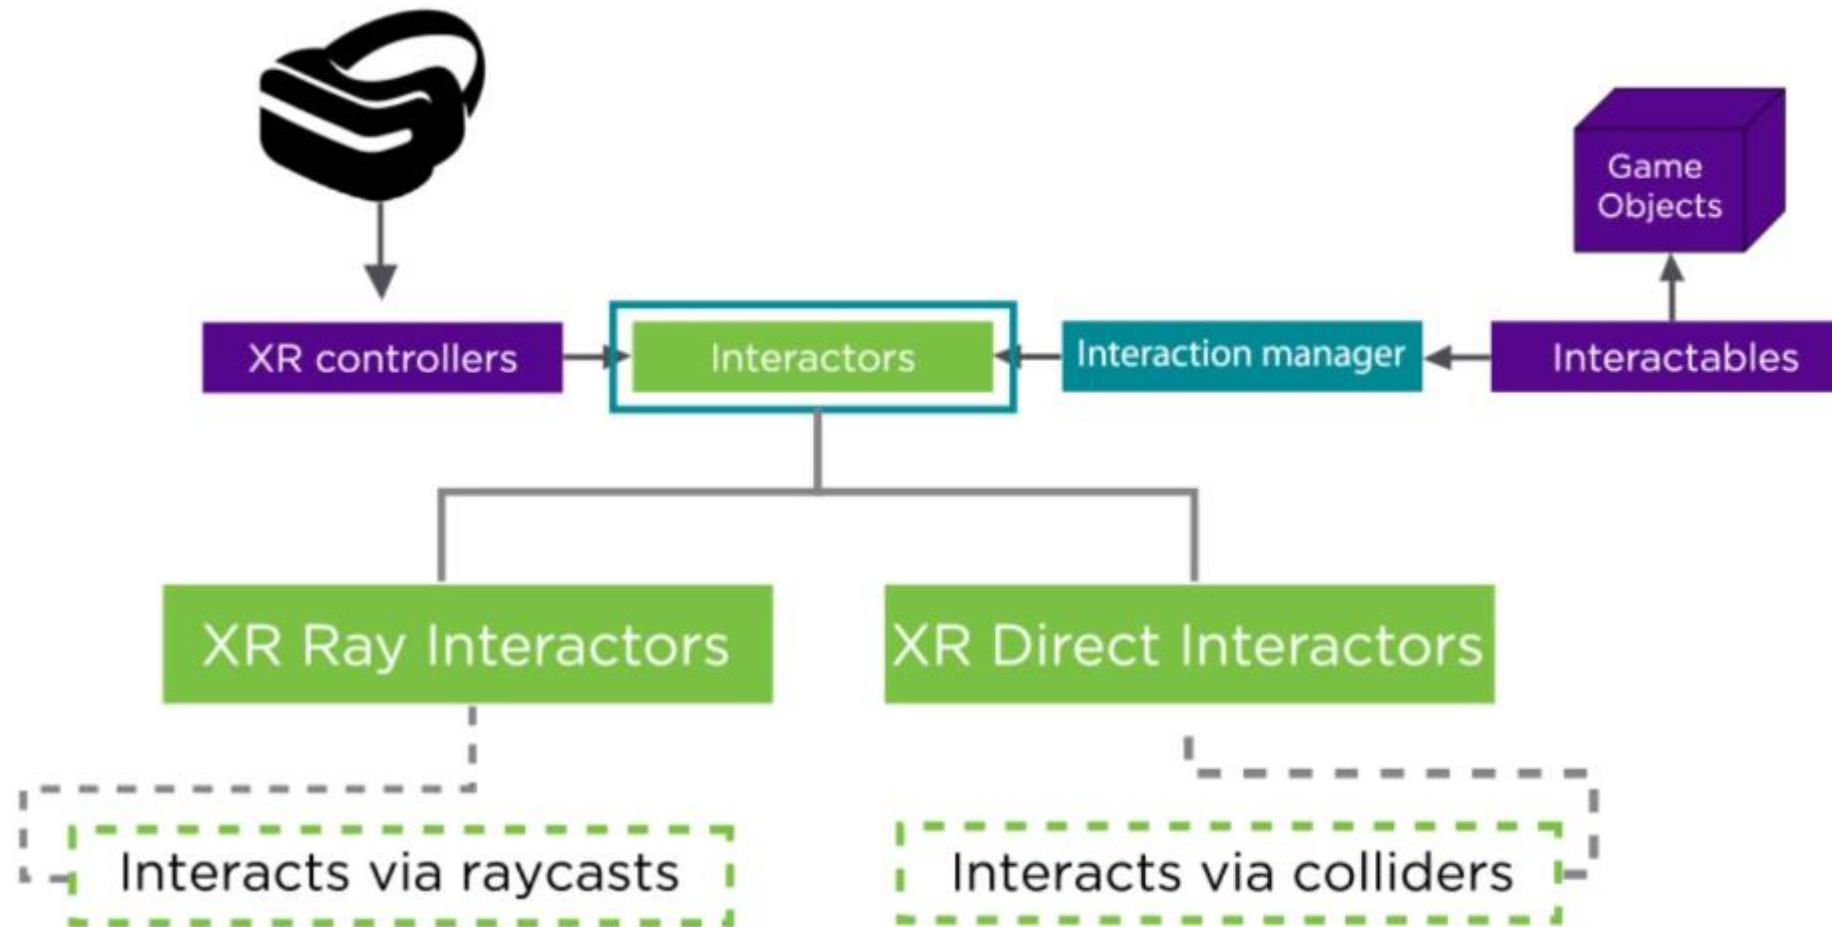 Game
Objects
XR controllers
Interactors
Interaction manager
Interactables
XR Ray Interactors
XR Direct Interactors
Interacts via raycasts
Interacts via colliders